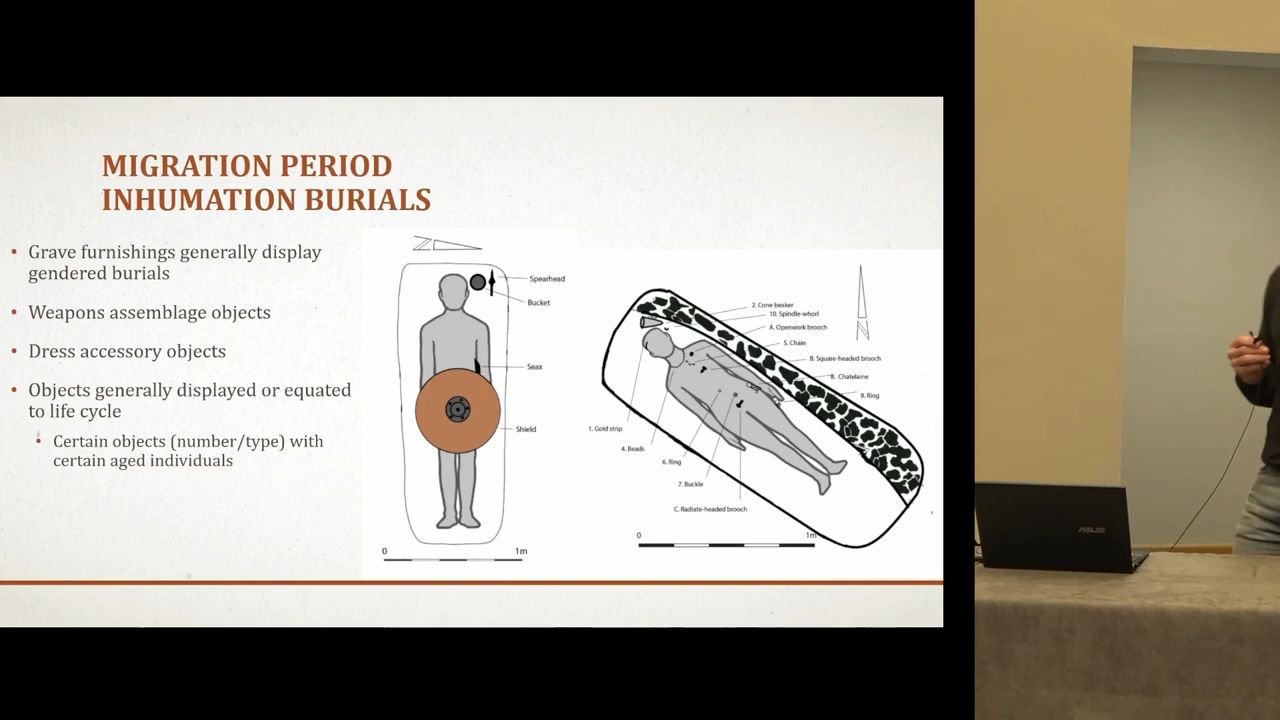 MIGRATION PERIOD
INHUMATION BURIALS
• Grave furnishings generally display
gendered burials
• Weapons assemblage objects
• Dress accessory objects
• Objects generally displayed or equated
to life cycle
• Certain objects (number/type) with
certain aged individuals
N
Spearhead
Bucket
Seax
Shield
0 1m
N
2. Cone beaker
10. Spindle-whorl
A. Openwork brooch
5. Chain
B. Square-headed brooch
8. Chatelaine
9. Ring
1. Gold strip
4. Beads
6. Ring
7. Buckle
C. Radiate-headed brooch
0 1m
ASUS